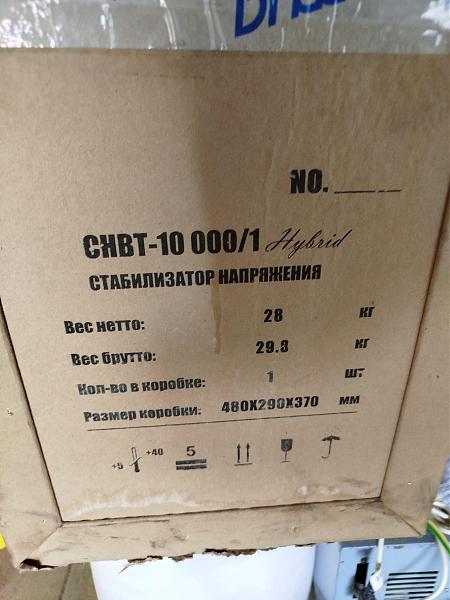 NO.
СНВТ-10 000/1 Hybrid
СТАБИЛИЗАТОР НАПРЯЖЕНИЯ
Вес нетто: 28 кг
Вес брутто: 29.3 кг
Кол-во в коробке: 1 шт
Размер коробки: 480X290X370 мм
+5 +40 5